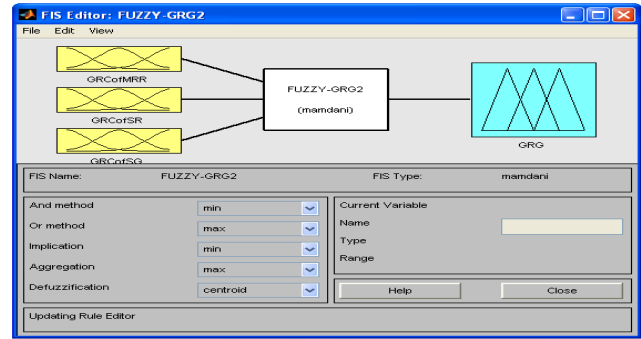 FIS Editor: FUZZY-GRG2
File Edit View
GRCofMRR
GRCofSR
GRCofSG
FUZZY-GRG2
(mamdani)
GRG
FIS Name: FUZZY-GRG2 FIS Type: mamdani
And method min
Or method max
Implication min
Aggregation max
Defuzzification centroid
Current Variable
Name
Type
Range
Help Close
Updating Rule Editor